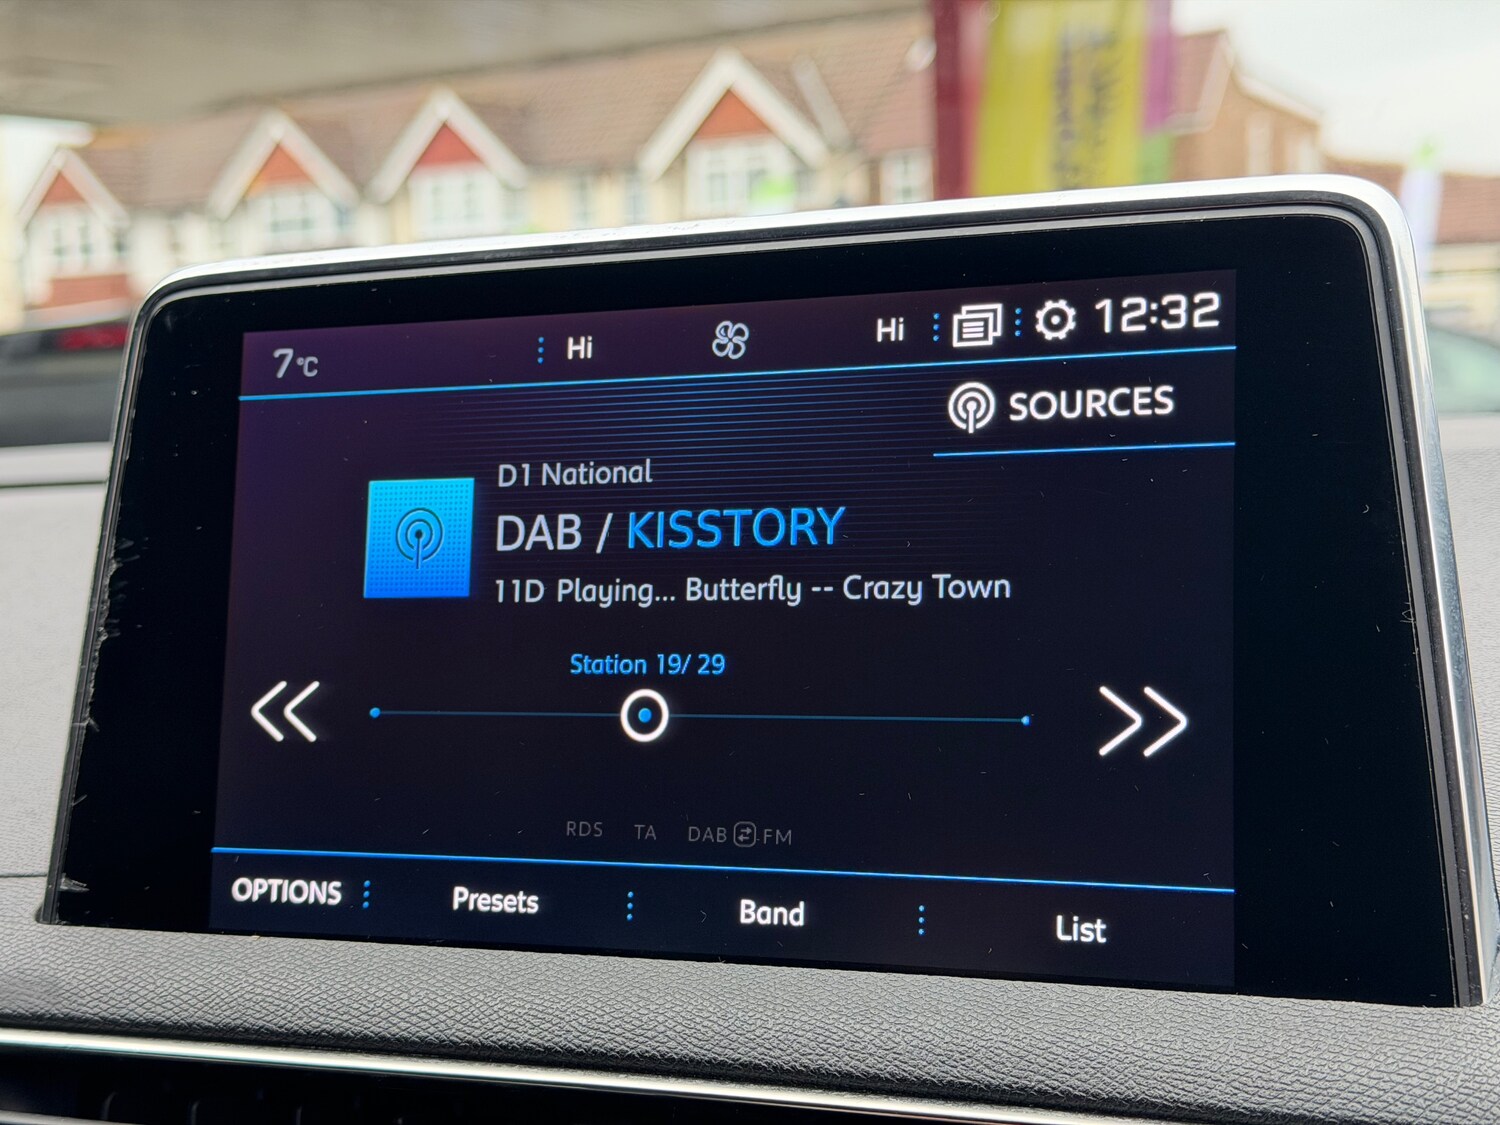 7°C Hi Hi 12:32
SOURCES
D1 National
DAB / KISSTORY
11D Playing... Butterfly -- Crazy Town
Station 19/ 29
RDS TA DAB FM
OPTIONS Presets Band List